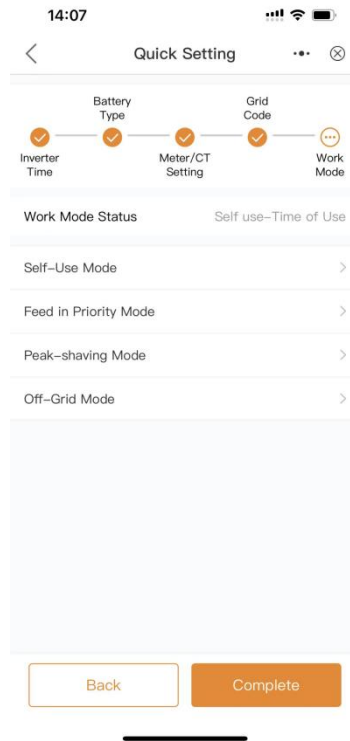 14:07
Quick Setting
Battery
Type
Grid
Code
Inverter
Time
Meter/CT
Setting
Work
Mode
Work Mode Status
Self use-Time of Use
Self-Use Mode
Feed in Priority Mode
Peak-shaving Mode
Off-Grid Mode
Back
Complete